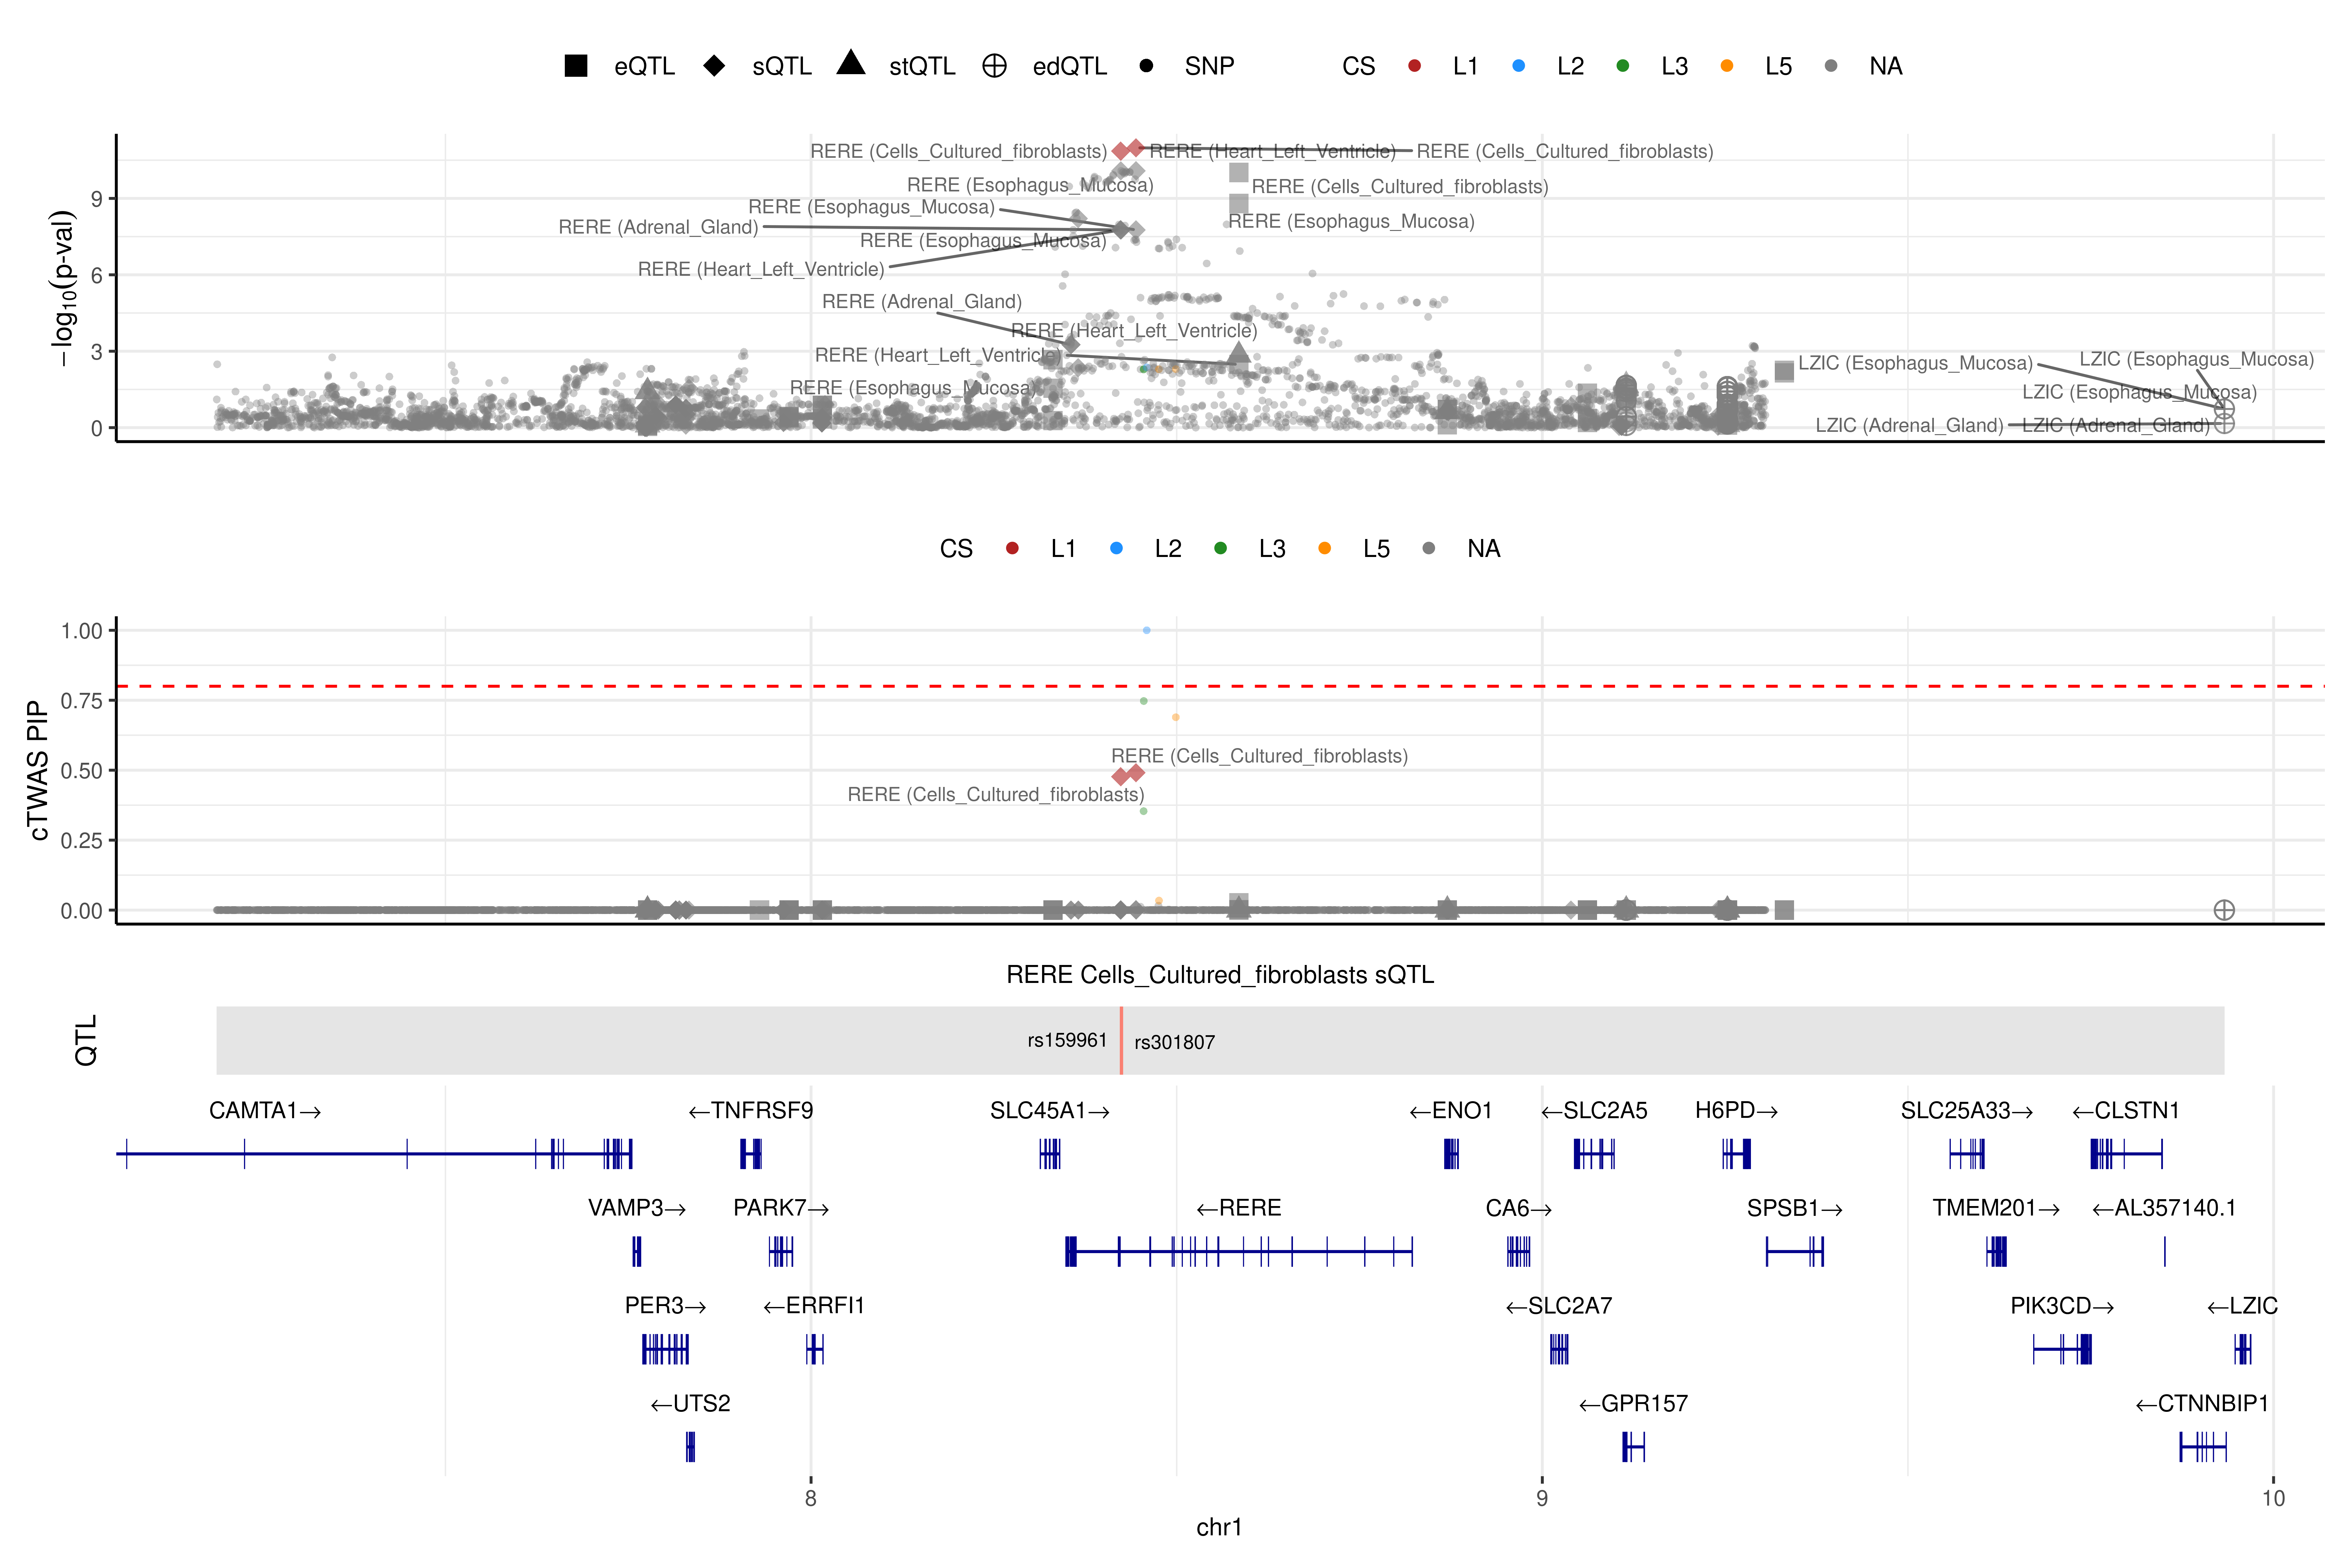 eQTL sQTL stQTL edQTL SNP CS L1 L2 L3 L5 NA
RERE (Cells_Cultured_fibroblasts) RERE (Heart_Left_Ventricle) RERE (Cells_Cultured_fibroblasts)
RERE (Esophagus_Mucosa) RERE (Cells_Cultured_fibroblasts)
RERE (Esophagus_Mucosa)
RERE (Esophagus_Mucosa)
RERE (Adrenal_Gland)
RERE (Esophagus_Mucosa)
RERE (Heart_Left_Ventricle)
RERE (Adrenal_Gland)
RERE (Heart_Left_Ventricle)
RERE (Heart_Left_Ventricle)
RERE (Esophagus_Mucosa)
LZIC (Esophagus_Mucosa) LZIC (Esophagus_Mucosa)
LZIC (Esophagus_Mucosa)
LZIC (Adrenal_Gland) LZIC (Adrenal_Gland)
9
6
3
0
−log10(p-val)
CS L1 L2 L3 L5 NA
1.00
0.75
0.50
0.25
0.00
cTWAS PIP
RERE (Cells_Cultured_fibroblasts)
RERE (Cells_Cultured_fibroblasts)
RERE Cells_Cultured_fibroblasts sQTL
QTL
rs159961 rs301807
CAMTA1→ ←TNFRSF9 SLC45A1→ ←ENO1 ←SLC2A5 H6PD→ SLC25A33→ ←CLSTN1
VAMP3→ PARK7→ ←RERE CA6→ SPSB1→ TMEM201→ ←AL357140.1
PER3→ ←ERRFI1 ←SLC2A7 PIK3CD→ ←LZIC
←UTS2 ←GPR157 ←CTNNBIP1
8 9 10
chr1